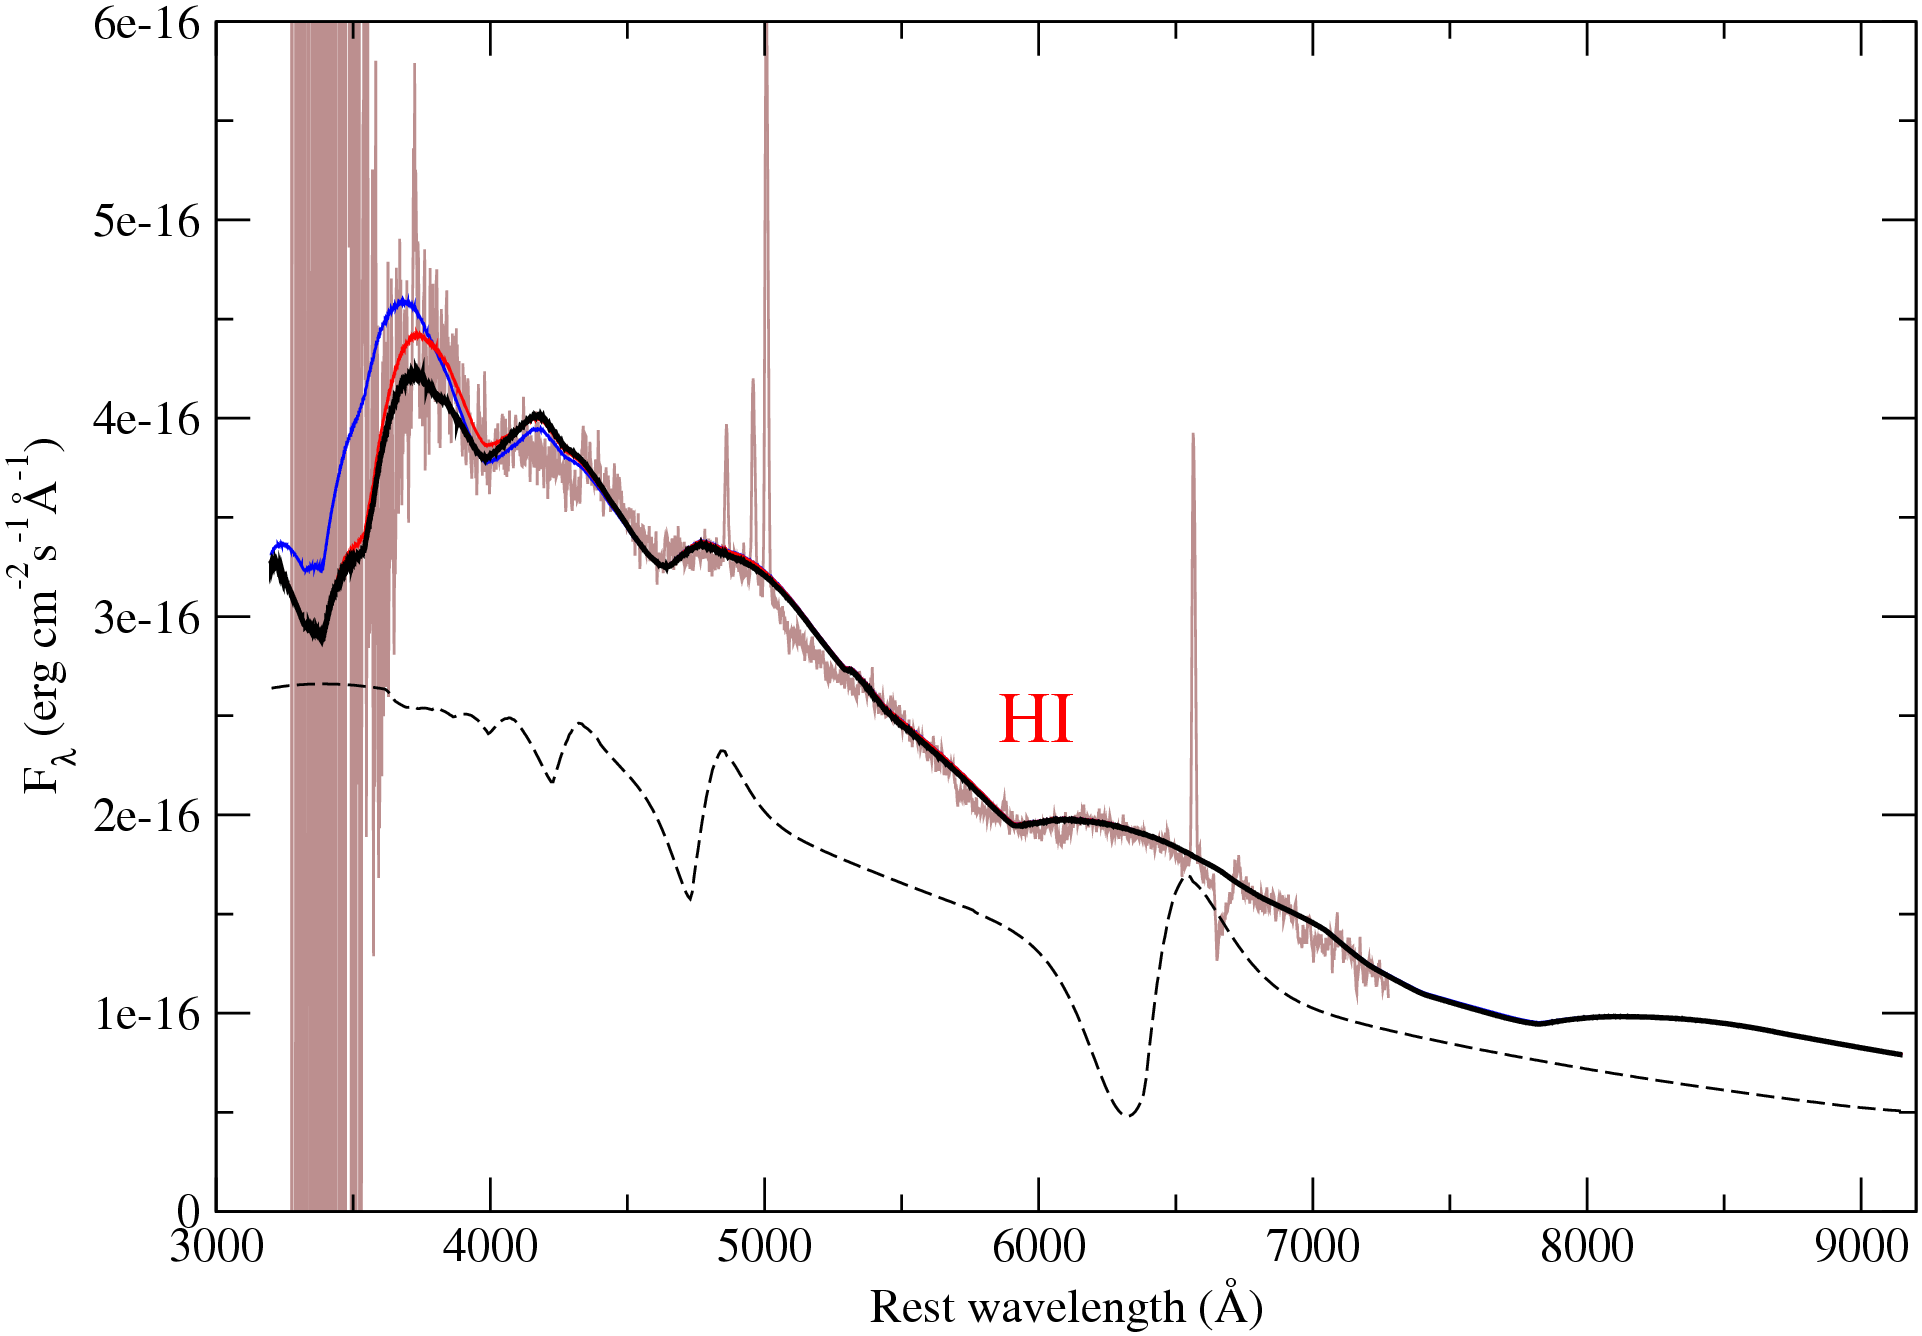 6e-16
5e-16
4e-16
3e-16
2e-16
1e-16
0
F_λ (erg cm^-2 s^-1 Å^-1)
HI
3000 4000 5000 6000 7000 8000 9000
Rest wavelength (Å)